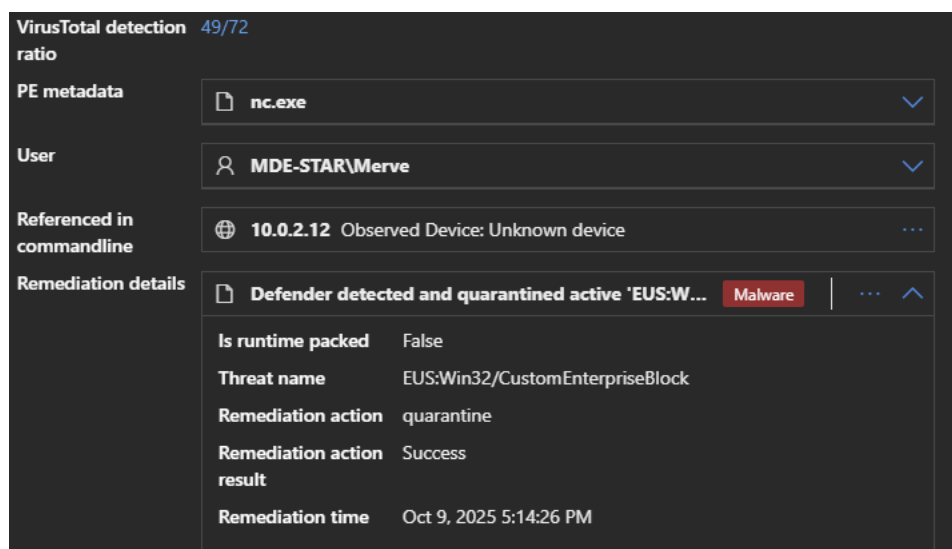 VirusTotal detection ratio 49/72
PE metadata
nc.exe
User
MDE-STAR\Merve
Referenced in commandline
10.0.2.12 Observed Device: Unknown device
Remediation details
Defender detected and quarantined active 'EUS:W... Malware
Is runtime packed False
Threat name EUS:Win32/CustomEnterpriseBlock
Remediation action quarantine
Remediation action result Success
Remediation time Oct 9, 2025 5:14:26 PM